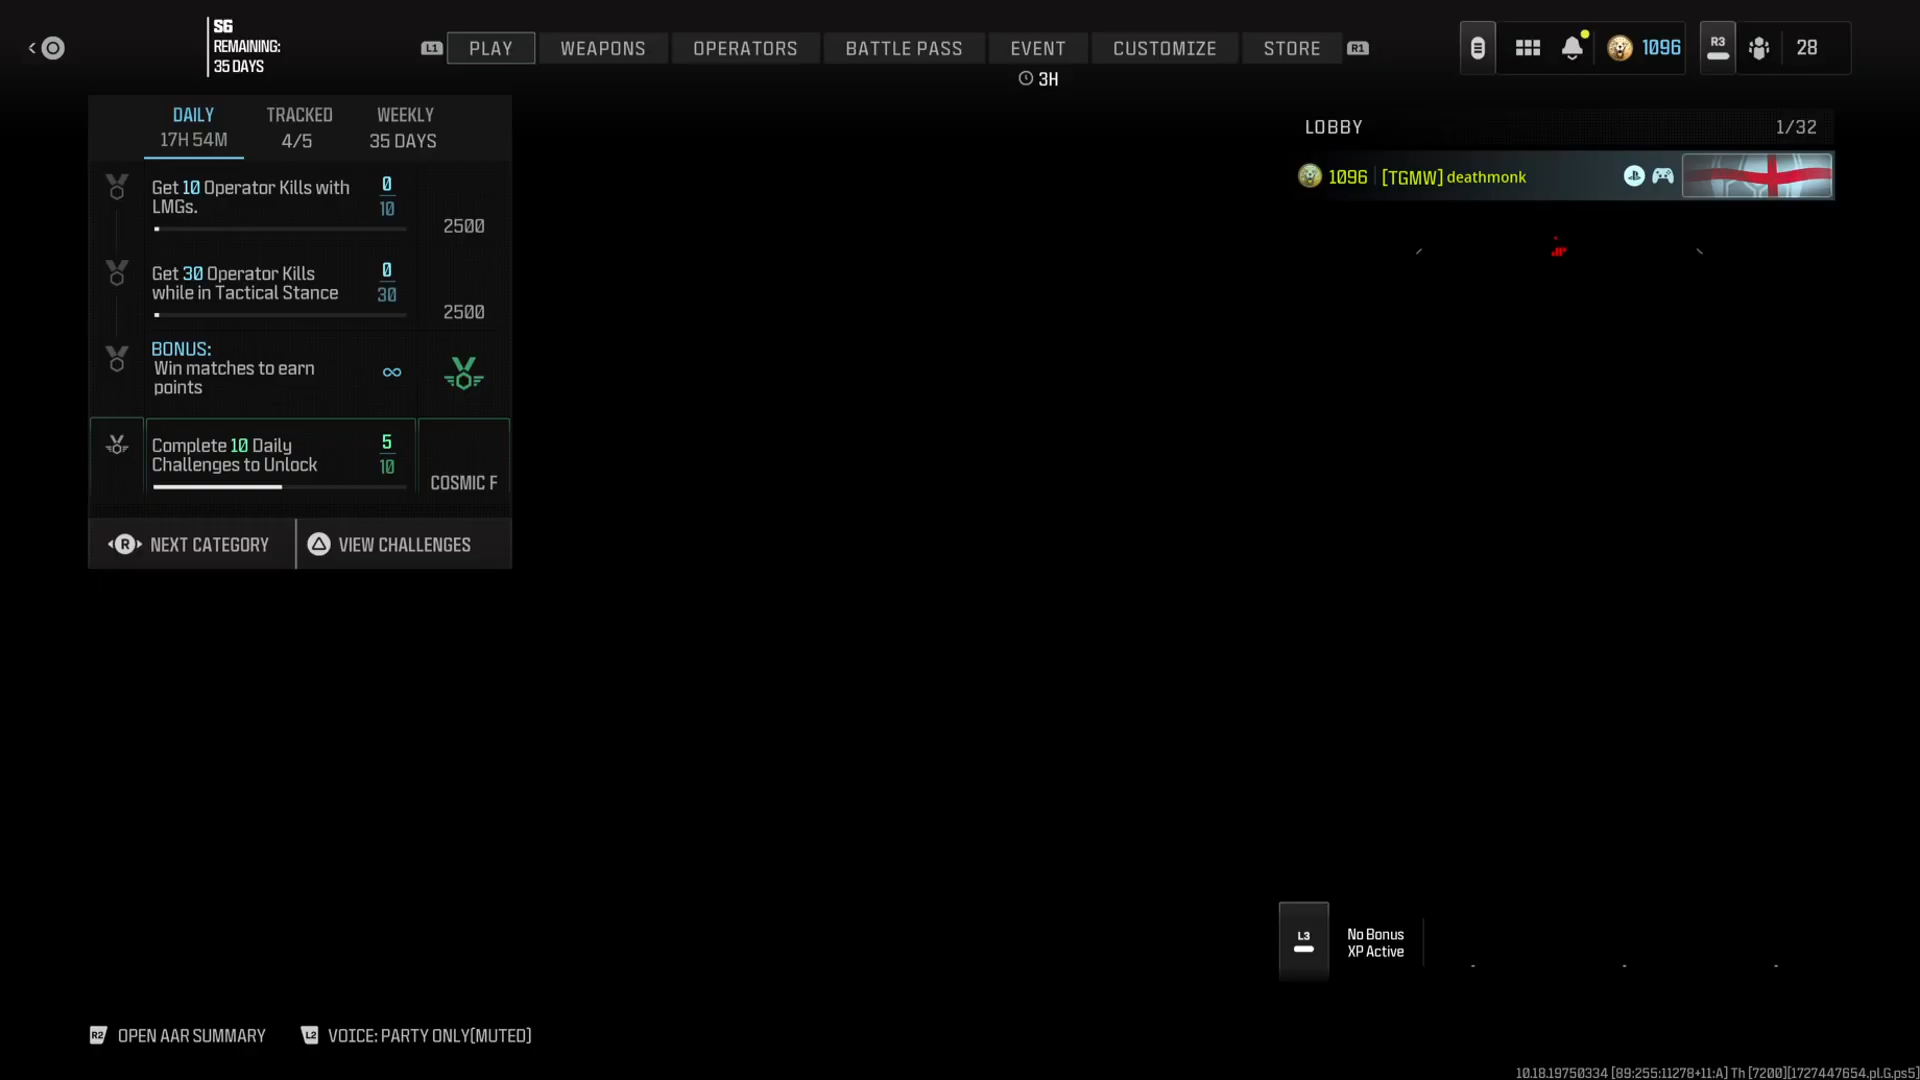 S6
REMAINING:
35 DAYS
L1
PLAY
WEAPONS
OPERATORS
BATTLE PASS
EVENT
CUSTOMIZE
STORE
R1
3H
1096
R3
28
DAILY
17H 54M
TRACKED
4/5
WEEKLY
35 DAYS
Get 10 Operator Kills with
LMGs.
0
10
2500
Get 30 Operator Kills
while in Tactical Stance
0
30
2500
BONUS:
Win matches to earn
points
∞
Complete 10 Daily
Challenges to Unlock
5
10
COSMIC F
R NEXT CATEGORY
VIEW CHALLENGES
LOBBY
1/32
1096 [TGMW] deathmonk
L3
No Bonus
XP Active
R2 OPEN AAR SUMMARY
L2 VOICE: PARTY ONLY(MUTED)
10.18.19750334 [89:255:11278+11:A] Th [7200][1727447654.pl.G.ps5]